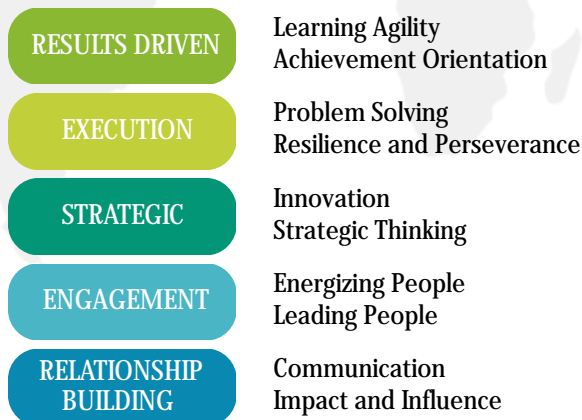 RESULTS DRIVEN
Learning Agility
Achievement Orientation
EXECUTION
Problem Solving
Resilience and Perseverance
STRATEGIC
Innovation
Strategic Thinking
ENGAGEMENT
Energizing People
Leading People
RELATIONSHIP
BUILDING
Communication
Impact and Influence